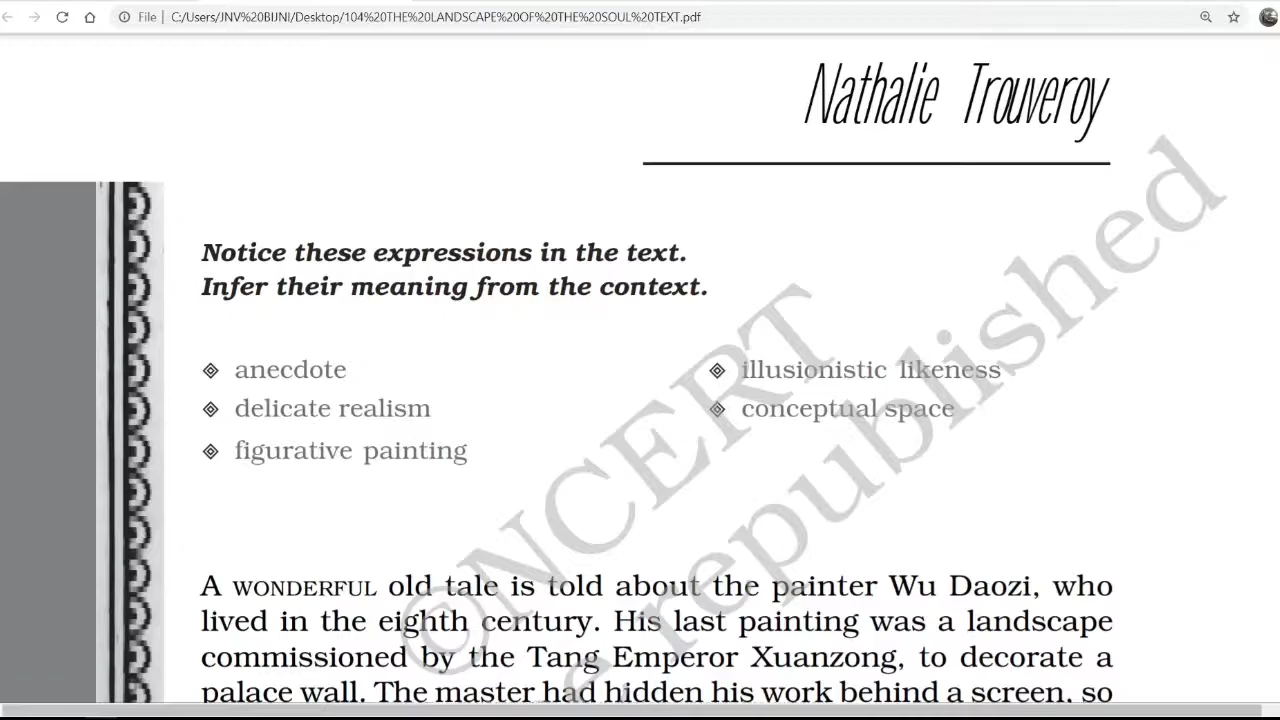 File | C:/Users/JNV%20BIJNI/Desktop/104%20THE%20LANDSCAPE%20OF%20THE%20SOUL%20TEXT.pdf
Nathalie Trouveroy
Notice these expressions in the text.
Infer their meaning from the context.
anecdote
delicate realism
figurative painting
illusionistic likeness
conceptual space
A WONDERFUL old tale is told about the painter Wu Daozi, who
lived in the eighth century. His last painting was a landscape
commissioned by the Tang Emperor Xuanzong, to decorate a
palace wall. The master had hidden his work behind a screen, so
©NCERT
republished